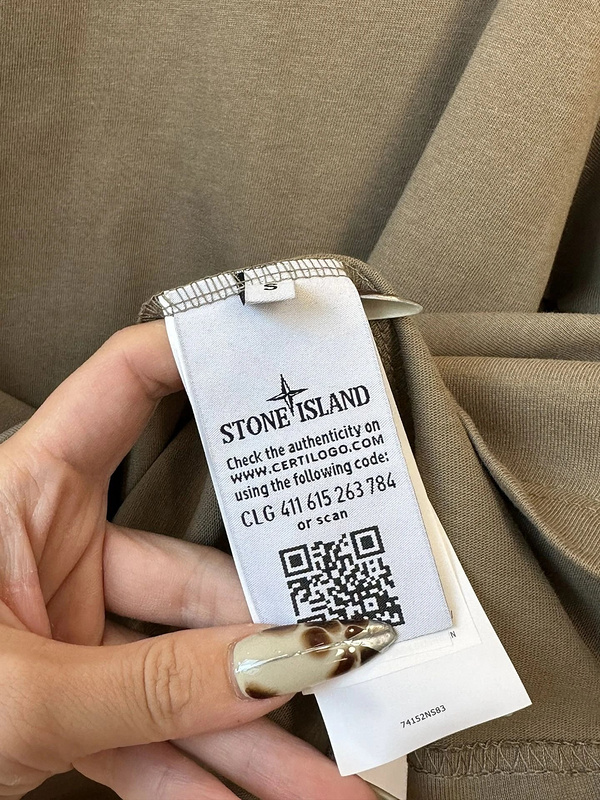 S
STONE ISLAND
Check the authenticity on
WWW.CERTILOGO.COM
using the following code:
CLG 411 615 263 784
or scan
N
74152NS83